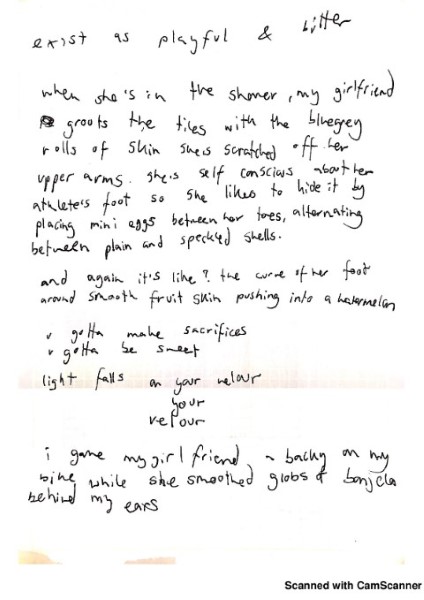 exist as playful & bitter
when she's in the shower, my girlfriend
groots the tiles with the bluegrey
rolls of skin she's scratched off her
upper arms. she's self conscious about her
athlete's foot so she likes to hide it by
placing mini eggs between her toes, alternating
between plain and speckled shells.
and again it's like? the curve of her foot
around smooth fruit skin pushing into a watermelon
u gotta make sacrifices
u gotta be sweet
light falls on your velour
your
velour
i gave my girlfriend a backy on my
bike while she smoothed globs of bonjela
behind my ears
Scanned with CamScanner